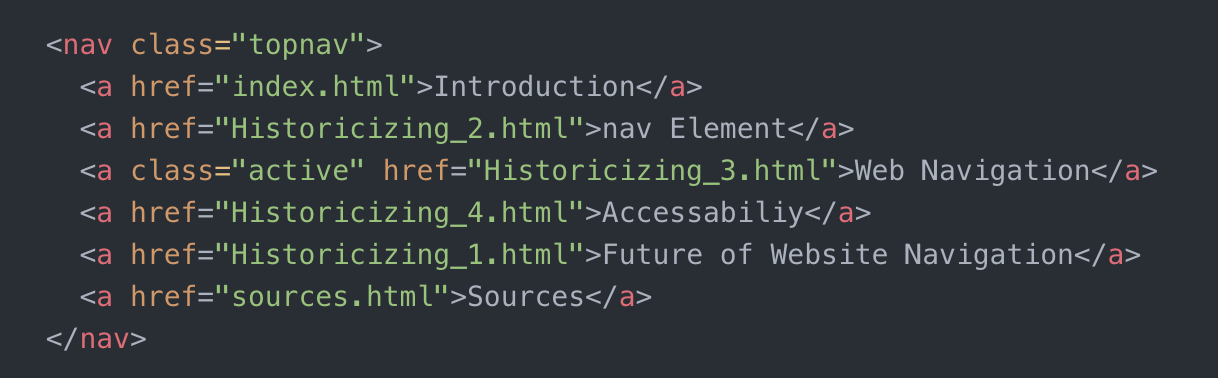 <nav class="topnav">
  <a href="index.html">Introduction</a>
  <a href="Historicizing_2.html">nav Element</a>
  <a class="active" href="Historicizing_3.html">Web Navigation</a>
  <a href="Historicizing_4.html">Accessabiliy</a>
  <a href="Historicizing_1.html">Future of Website Navigation</a>
  <a href="sources.html">Sources</a>
</nav>